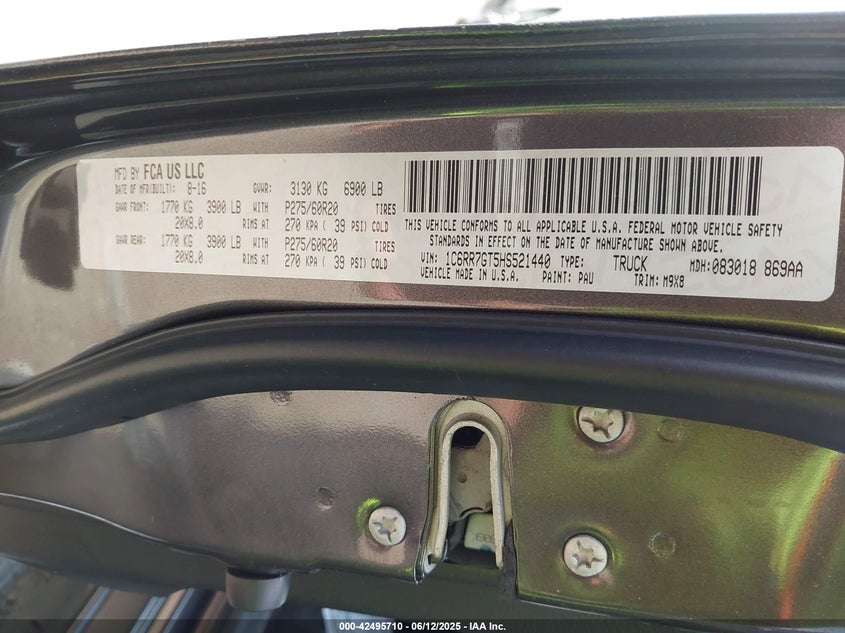 MFD BY FCA US LLC
DATE OF MFR(BUILT): 8-16 GVWR: 3130 KG 6900 LB
GAWR FRONT: 1770 KG 3900 LB WITH P275/60R20 TIRES
20X8.0 RIMS AT 270 KPA( 39 PSI) COLD
GAWR REAR: 1770 KG 3900 LB WITH P275/60R20 TIRES
20X8.0 RIMS AT 270 KPA( 39 PSI) COLD
THIS VEHICLE CONFORMS TO ALL APPLICABLE U.S.A. FEDERAL MOTOR VEHICLE SAFETY
STANDARDS IN EFFECT ON THE DATE OF MANUFACTURE SHOWN ABOVE.
VIN: 1C6RR7GT5HS521440 TYPE: TRUCK MDH: 083018 869AA
VEHICLE MADE IN U.S.A. PAINT: PAU TRIM: M9X8
000-42495710 - 06/12/2025 - IAA Inc.